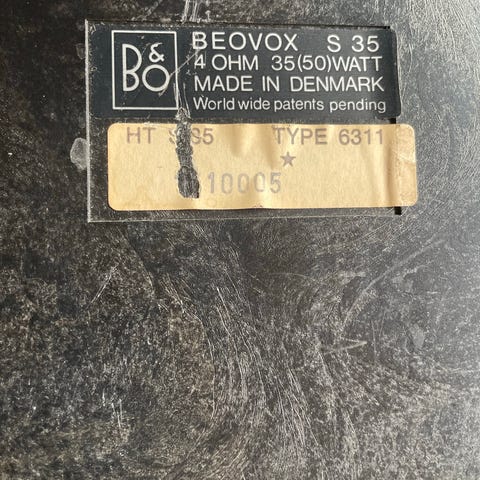 B&O
BEOVOX S 35
4 OHM 35(50)WATT
MADE IN DENMARK
World wide patents pending
HT TYPE 6311
10005